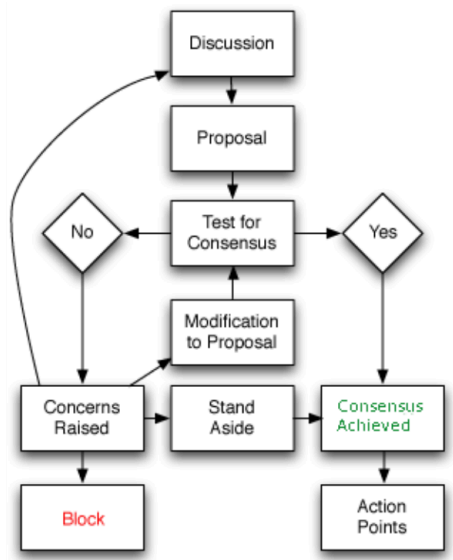 Discussion
Proposal
No
Test for
Consensus
Yes
Modification
to Proposal
Concerns
Raised
Stand
Aside
Consensus
Achieved
Block
Action
Points